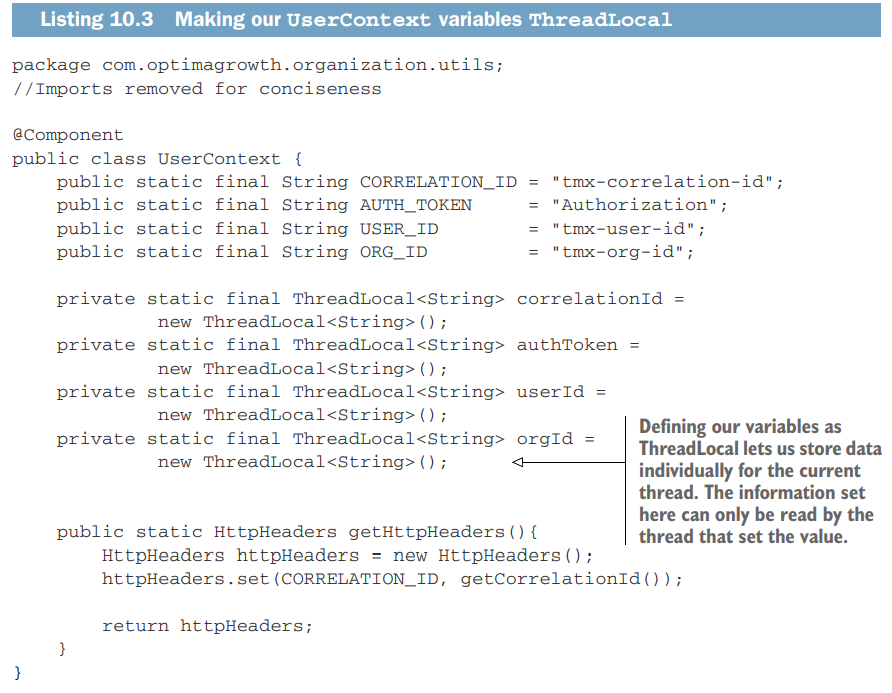 Listing 10.3 Making our UserContext variables ThreadLocal
package com.optimagrowth.organization.utils;
//Imports removed for conciseness
@Component
public class UserContext {
    public static final String CORRELATION_ID = "tmx-correlation-id";
    public static final String AUTH_TOKEN     = "Authorization";
    public static final String USER_ID        = "tmx-user-id";
    public static final String ORG_ID         = "tmx-org-id";
    private static final ThreadLocal<String> correlationId =
             new ThreadLocal<String>();
    private static final ThreadLocal<String> authToken =
             new ThreadLocal<String>();
    private static final ThreadLocal<String> userId =
             new ThreadLocal<String>();
    private static final ThreadLocal<String> orgId =
             new ThreadLocal<String>();
Defining our variables as
ThreadLocal lets us store data
individually for the current
thread. The information set
here can only be read by the
thread that set the value.
    public static HttpHeaders getHttpHeaders(){
        HttpHeaders httpHeaders = new HttpHeaders();
        httpHeaders.set(CORRELATION_ID, getCorrelationId());
        return httpHeaders;
    }
}